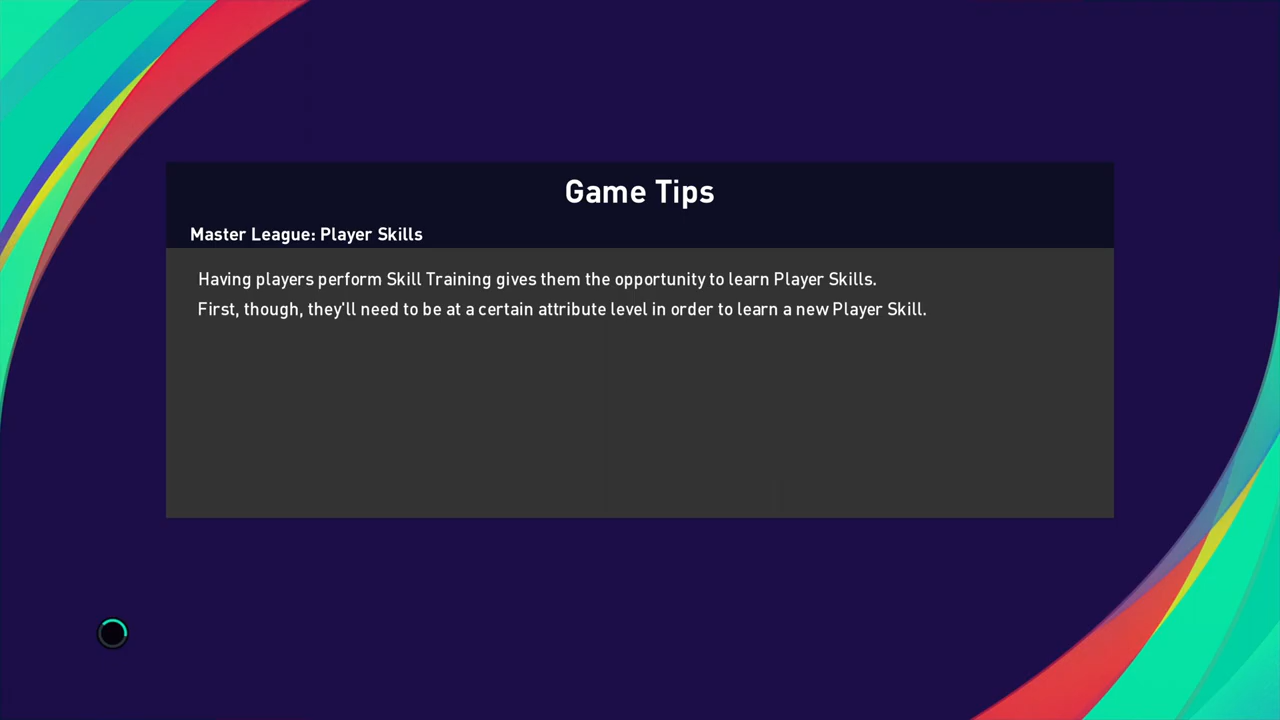 Game Tips
Master League: Player Skills
Having players perform Skill Training gives them the opportunity to learn Player Skills.
First, though, they'll need to be at a certain attribute level in order to learn a new Player Skill.